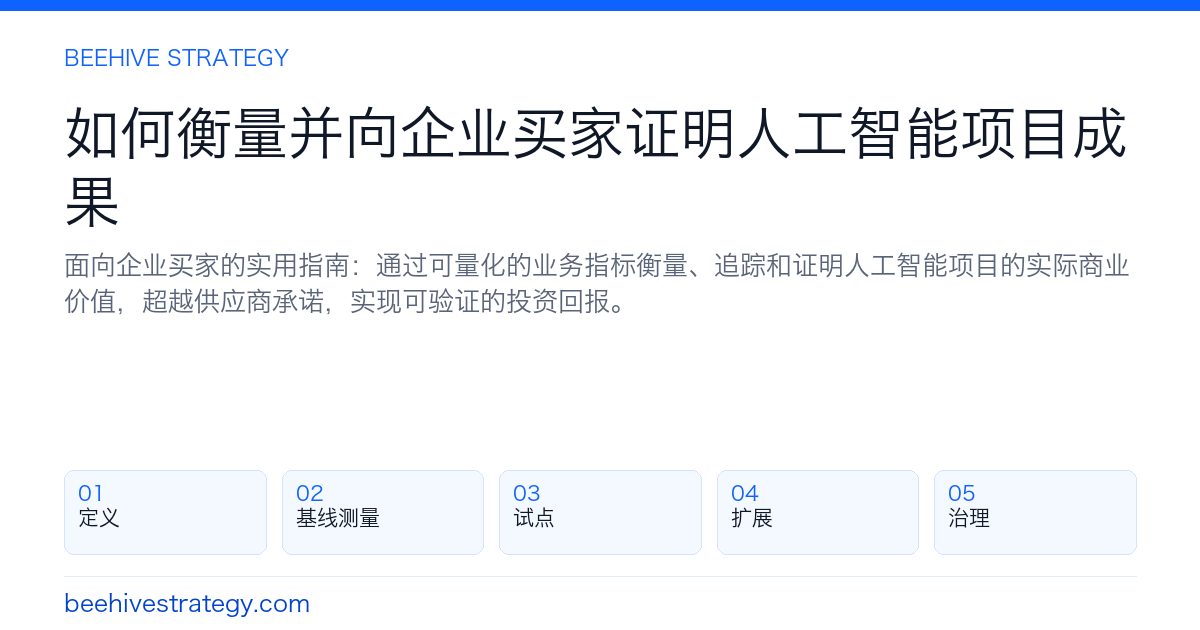 BEEHIVE STRATEGY
如何衡量并向企业买家证明人工智能项目成
果
面向企业买家的实用指南：通过可量化的业务指标衡量、追踪和证明人工智能项目的实际商业
价值，超越供应商承诺，实现可验证的投资回报。
01
定义
02
基线测量
03
试点
04
扩展
05
治理
beehivestrategy.com